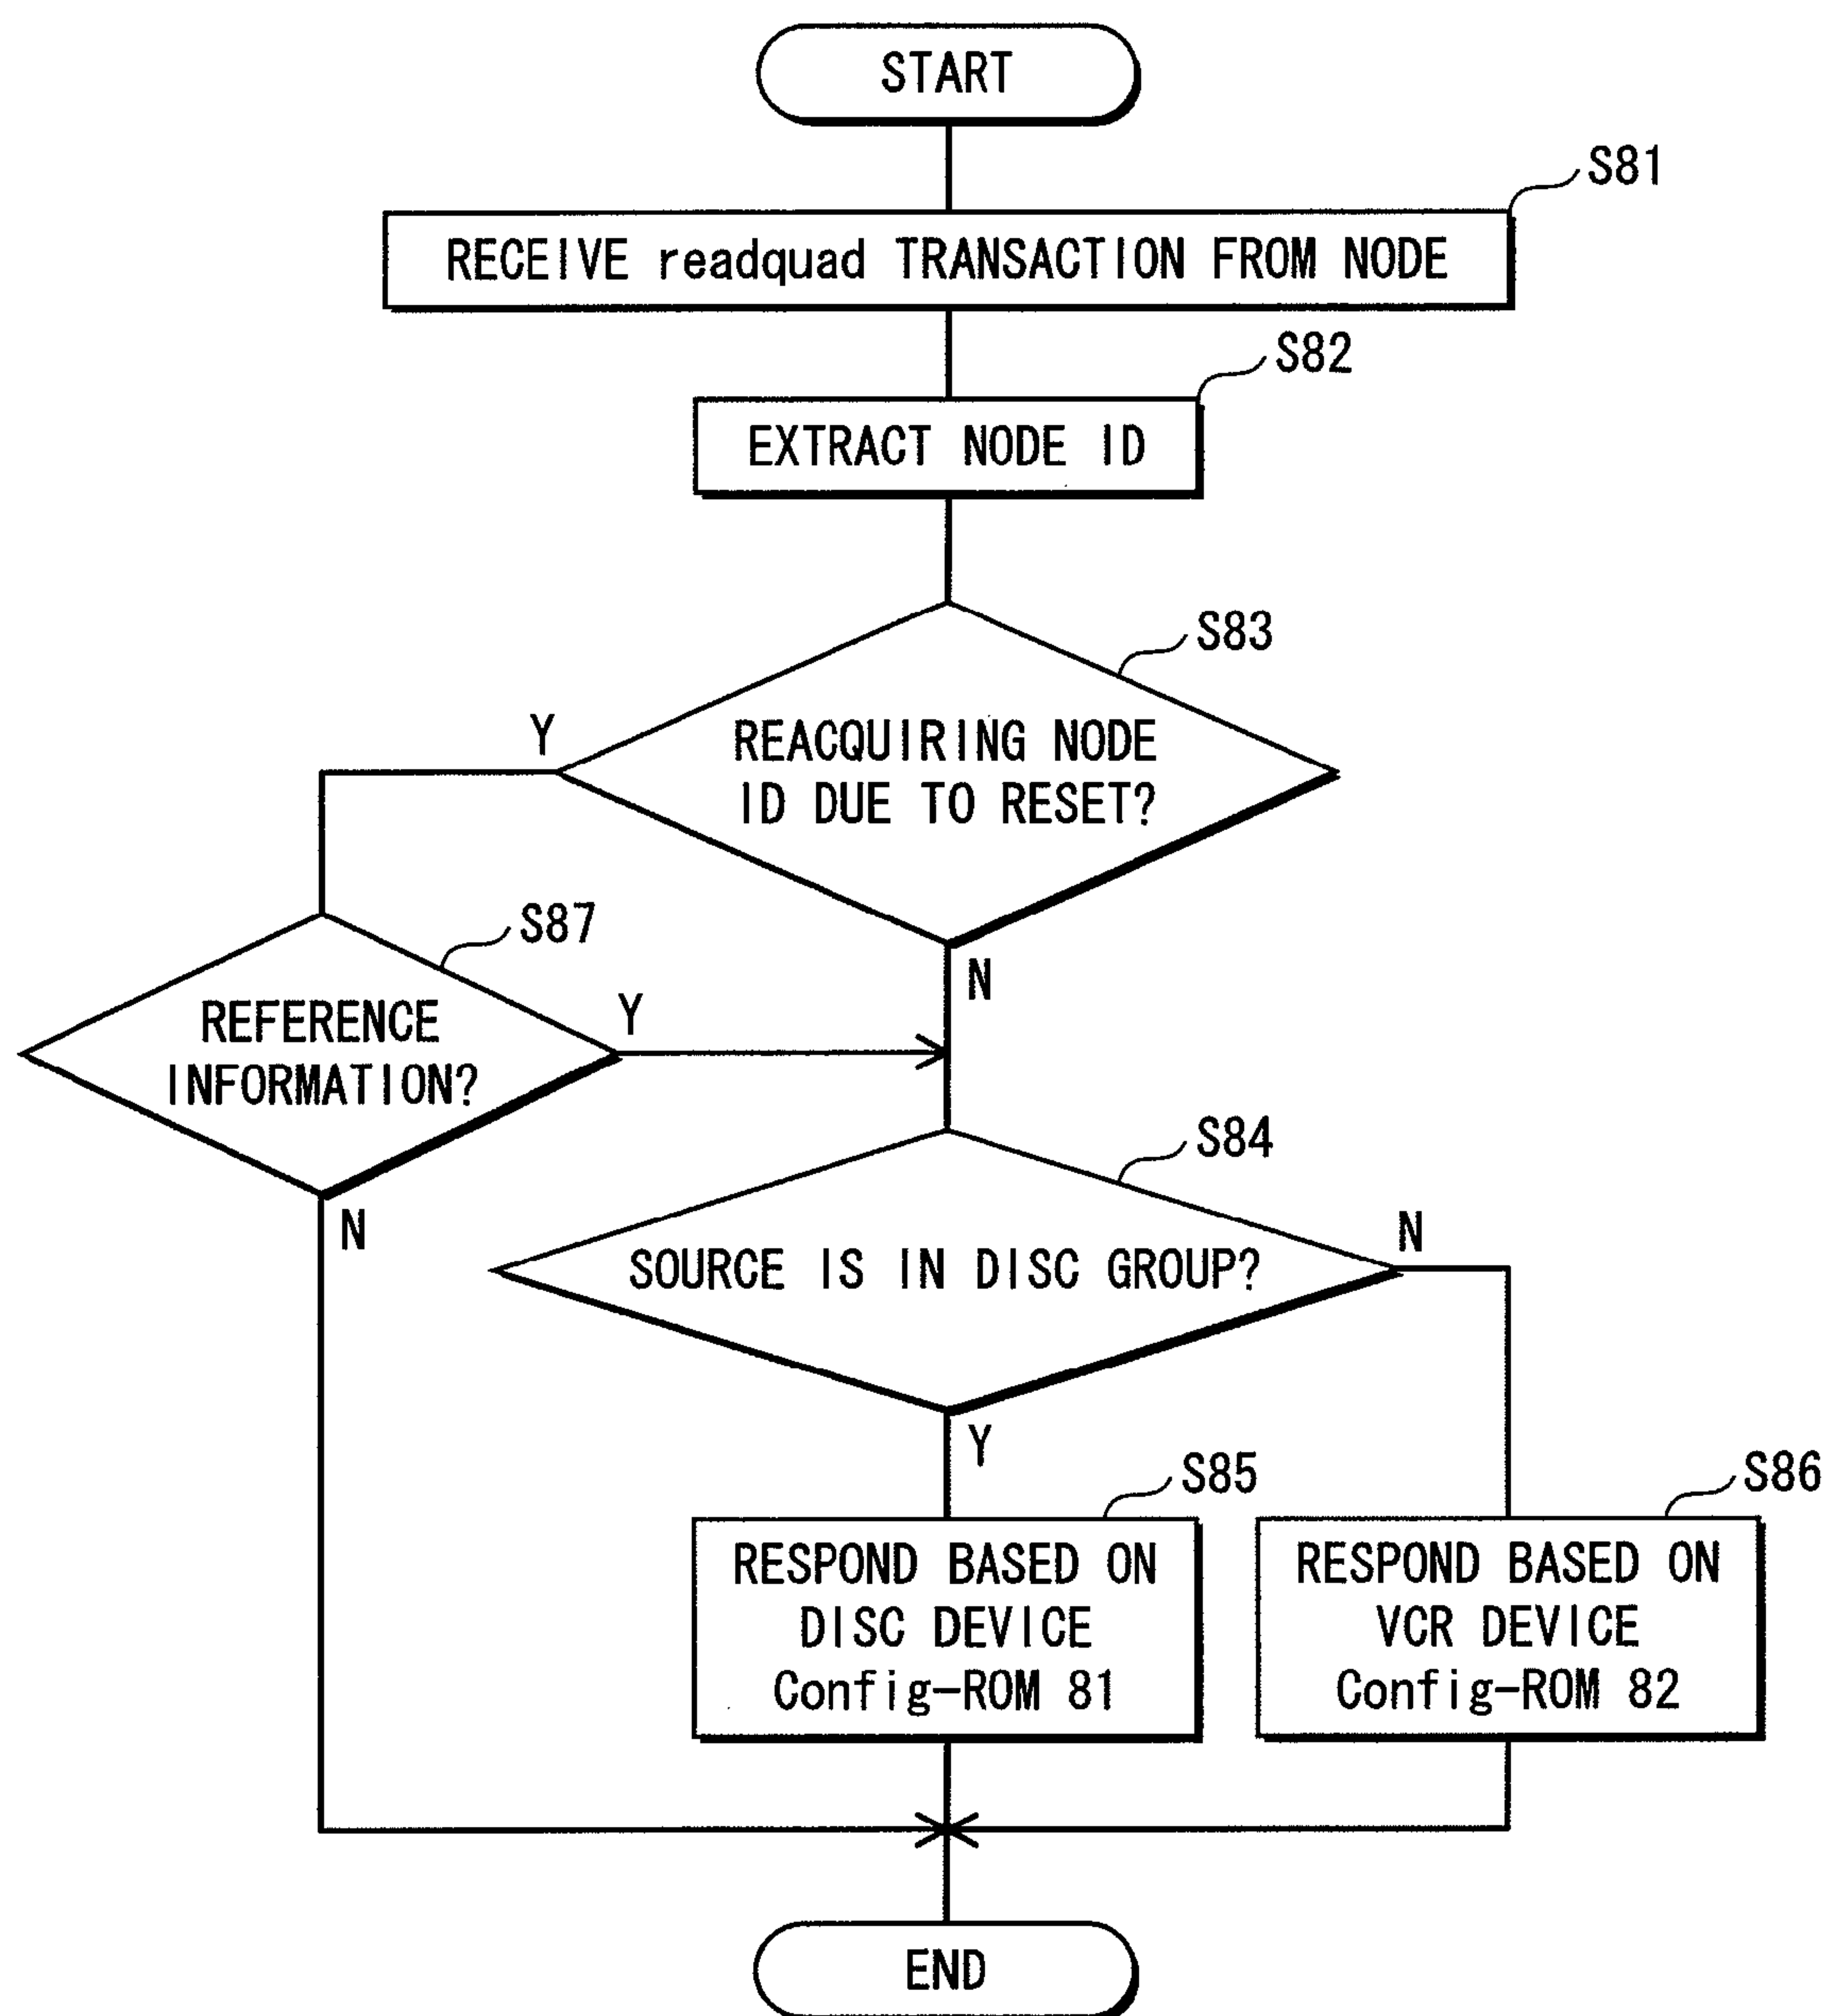 START
S81
RECEIVE readquad TRANSACTION FROM NODE
S82
EXTRACT NODE ID
S83
Y
REACQUIRING NODE
ID DUE TO RESET?
N
S87
REFERENCE
INFORMATION?
Y
N
S84
SOURCE IS IN DISC GROUP?
N
Y
S85
RESPOND BASED ON
DISC DEVICE
Config-ROM 81
S86
RESPOND BASED ON
VCR DEVICE
Config-ROM 82
END